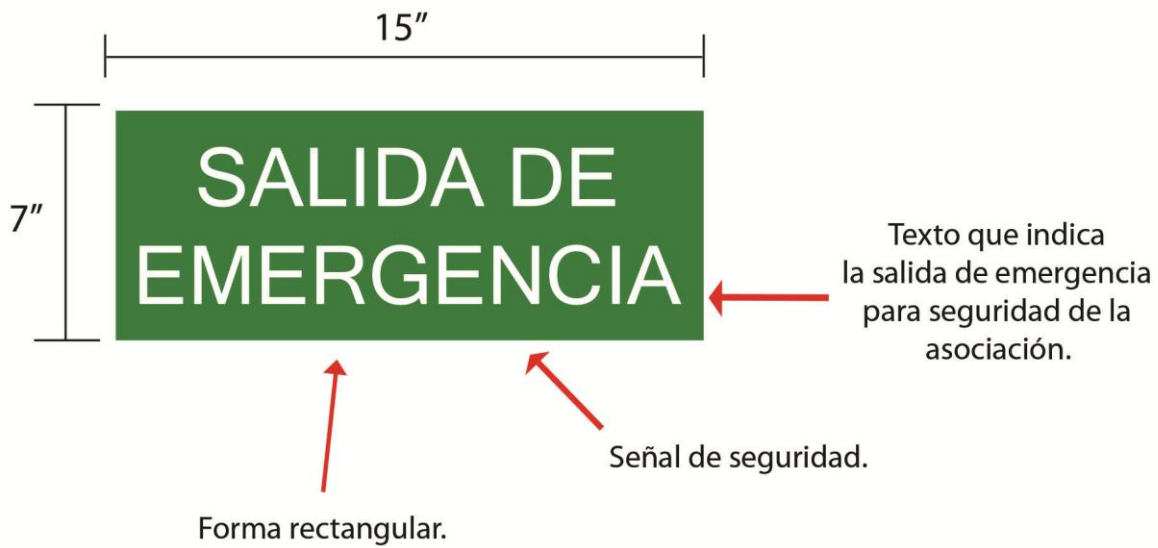 15”
7”
SALIDA DE
EMERGENCIA
Texto que indica
la salida de emergencia
para seguridad de la
asociación.
Señal de seguridad.
Forma rectangular.